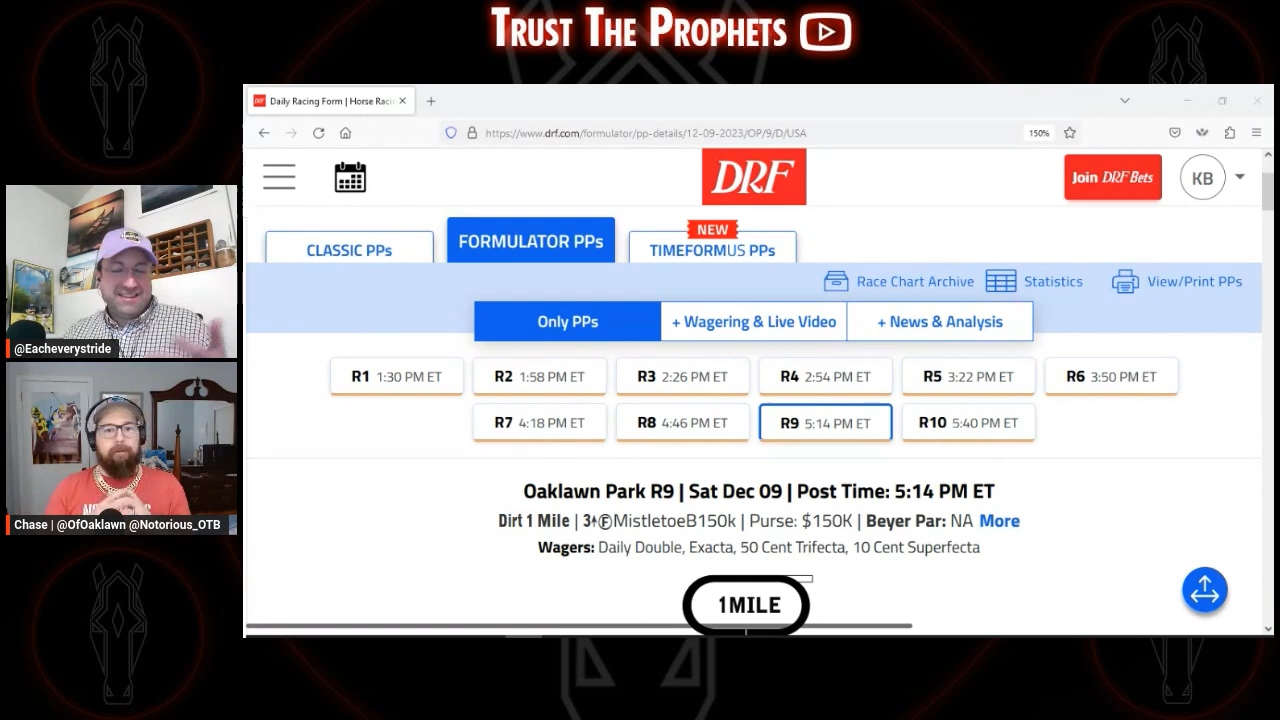 TRUST THE PROPHETS
DRF Daily Racing Form | Horse Racin
https://www.drf.com/formulator/pp-details/12-09-2023/OP/9/D/USA
150%
DRF
Join DRF Bets
KB
CLASSIC PPs
FORMULATOR PPs
NEW
TIMEFORMUS PPs
Race Chart Archive
Statistics
View/Print PPs
Only PPs
+ Wagering & Live Video
+ News & Analysis
R1 1:30 PM ET
R2 1:58 PM ET
R3 2:26 PM ET
R4 2:54 PM ET
R5 3:22 PM ET
R6 3:50 PM ET
R7 4:18 PM ET
R8 4:46 PM ET
R9 5:14 PM ET
R10 5:40 PM ET
Oaklawn Park R9 | Sat Dec 09 | Post Time: 5:14 PM ET
Dirt 1 Mile | 3↑ⒻMistletoeB150k | Purse: $150K | Beyer Par: NA More
Wagers: Daily Double, Exacta, 50 Cent Trifecta, 10 Cent Superfecta
1MILE
@Eacheverystride
Chase | @OfOaklawn @Notorious_OTB